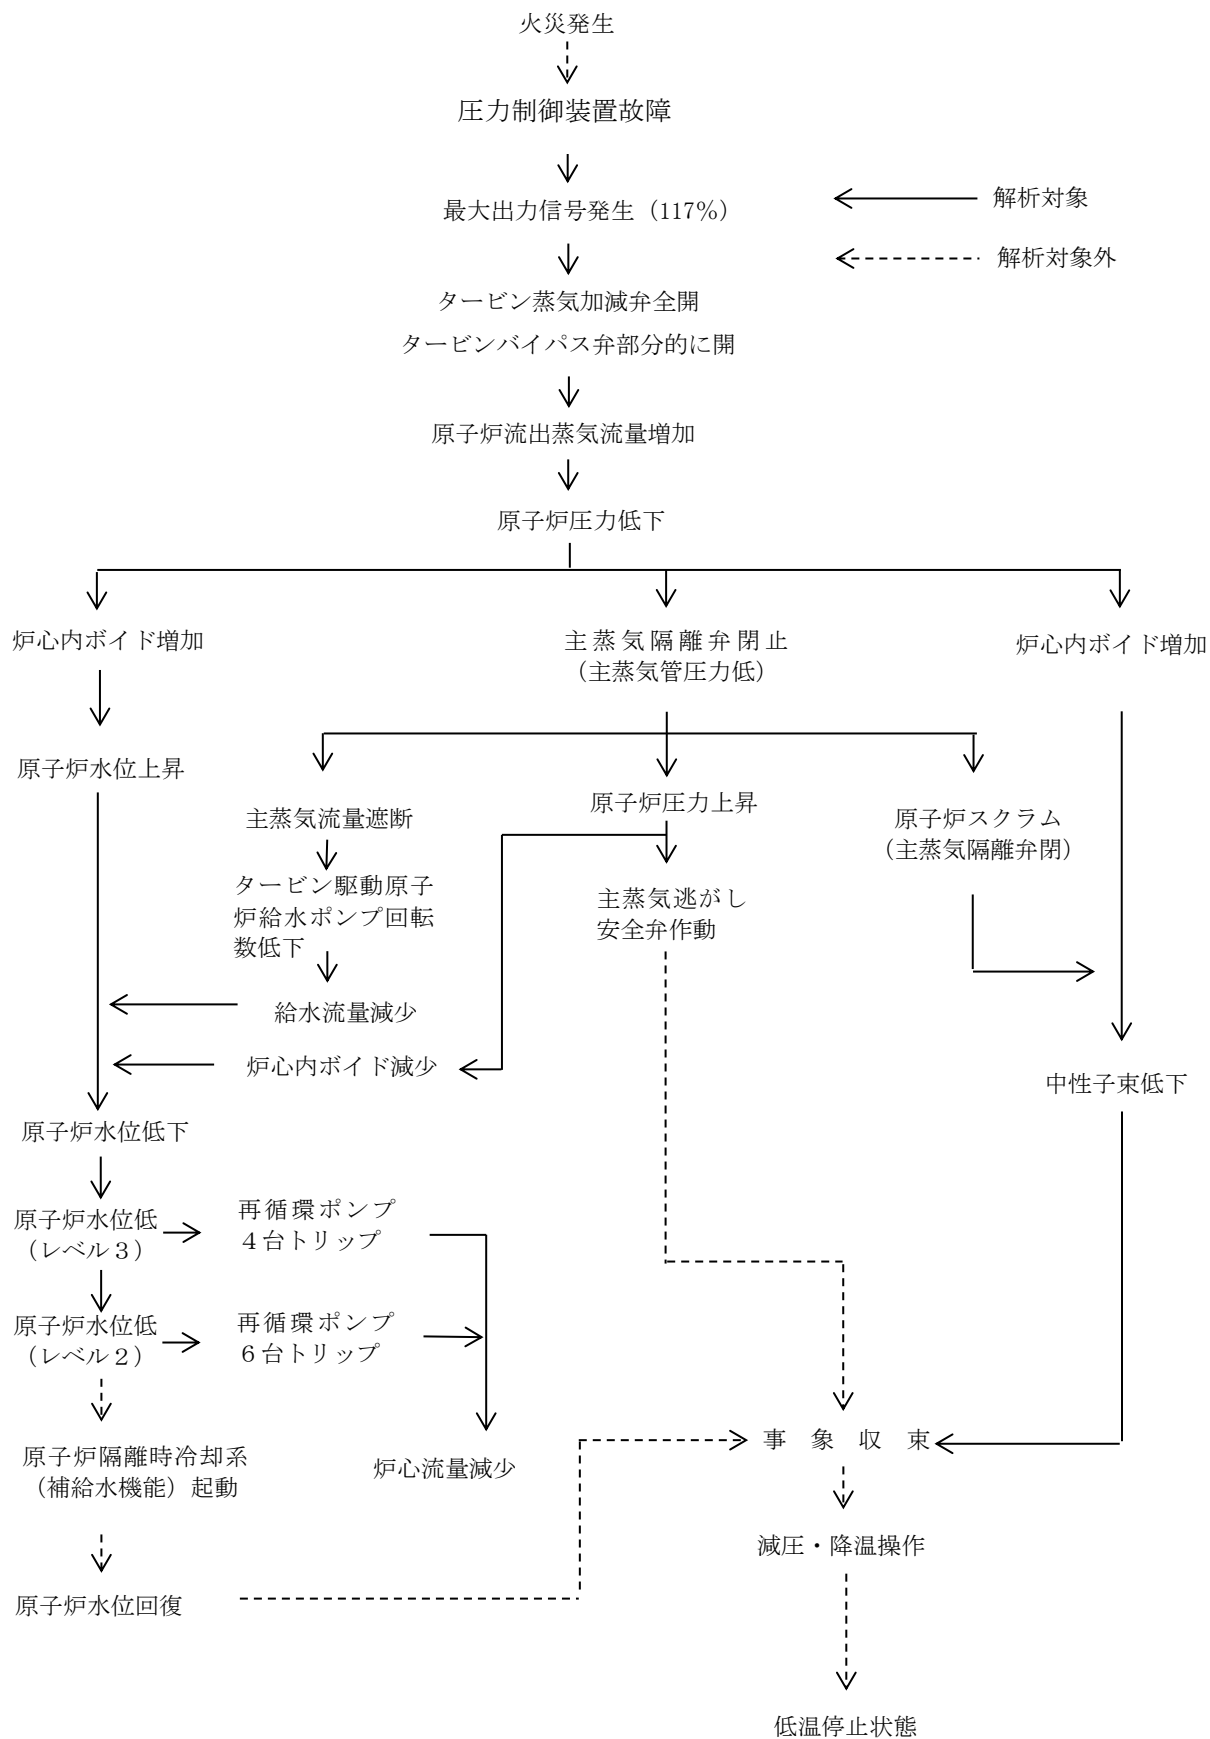 火災発生
圧力制御装置故障
最大出力信号発生（117％）
解析対象
解析対象外
タービン蒸気加減弁全開
タービンバイパス弁部分的に開
原子炉流出蒸気流量増加
原子炉圧力低下
炉心内ボイド増加
主蒸気隔離弁閉止
（主蒸気管圧力低）
炉心内ボイド増加
原子炉水位上昇
主蒸気流量遮断
原子炉圧力上昇
原子炉スクラム
（主蒸気隔離弁閉）
タービン駆動原子
炉給水ポンプ回転
数低下
主蒸気逃がし
安全弁作動
給水流量減少
炉心内ボイド減少
中性子束低下
原子炉水位低下
原子炉水位低
（レベル３）
再循環ポンプ
４台トリップ
原子炉水位低
（レベル２）
再循環ポンプ
６台トリップ
原子炉隔離時冷却系
（補給水機能）起動
炉心流量減少
事　象　収　束
減圧・降温操作
原子炉水位回復
低温停止状態